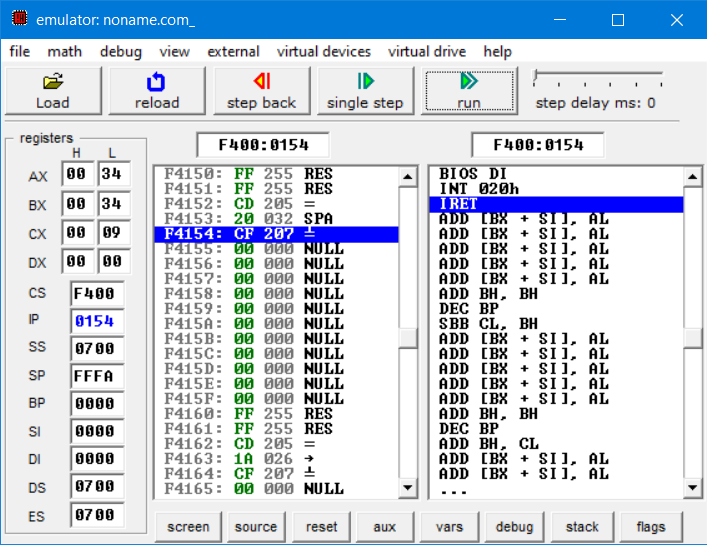 emulator: noname.com_
file math debug view external virtual devices virtual drive help
Load reload step back single step run step delay ms: 0
registers
F400:0154 F400:0154
H L
AX 00 34
BX 00 34
CX 00 09
DX 00 00
CS F400
IP 0154
SS 0700
SP FFFA
BP 0000
SI 0000
DI 0000
DS 0700
ES 0700
F4150: FF 255 RES
F4151: FF 255 RES
F4152: CD 205 =
F4153: 20 032 SPA
F4154: CF 207 ╧
F4155: 00 000 NULL
F4156: 00 000 NULL
F4157: 00 000 NULL
F4158: 00 000 NULL
F4159: 00 000 NULL
F415A: 00 000 NULL
F415B: 00 000 NULL
F415C: 00 000 NULL
F415D: 00 000 NULL
F415E: 00 000 NULL
F415F: 00 000 NULL
F4160: FF 255 RES
F4161: FF 255 RES
F4162: CD 205 =
F4163: 1A 026 →
F4164: CF 207 ╧
F4165: 00 000 NULL
BIOS DI
INT 020h
IRET
ADD [BX + SI], AL
ADD [BX + SI], AL
ADD [BX + SI], AL
ADD [BX + SI], AL
ADD [BX + SI], AL
ADD BH, BH
DEC BP
SBB CL, BH
ADD [BX + SI], AL
ADD [BX + SI], AL
ADD [BX + SI], AL
ADD [BX + SI], AL
ADD [BX + SI], AL
ADD BH, BH
DEC BP
ADD BH, CL
ADD [BX + SI], AL
ADD [BX + SI], AL
...
screen source reset aux vars debug stack flags